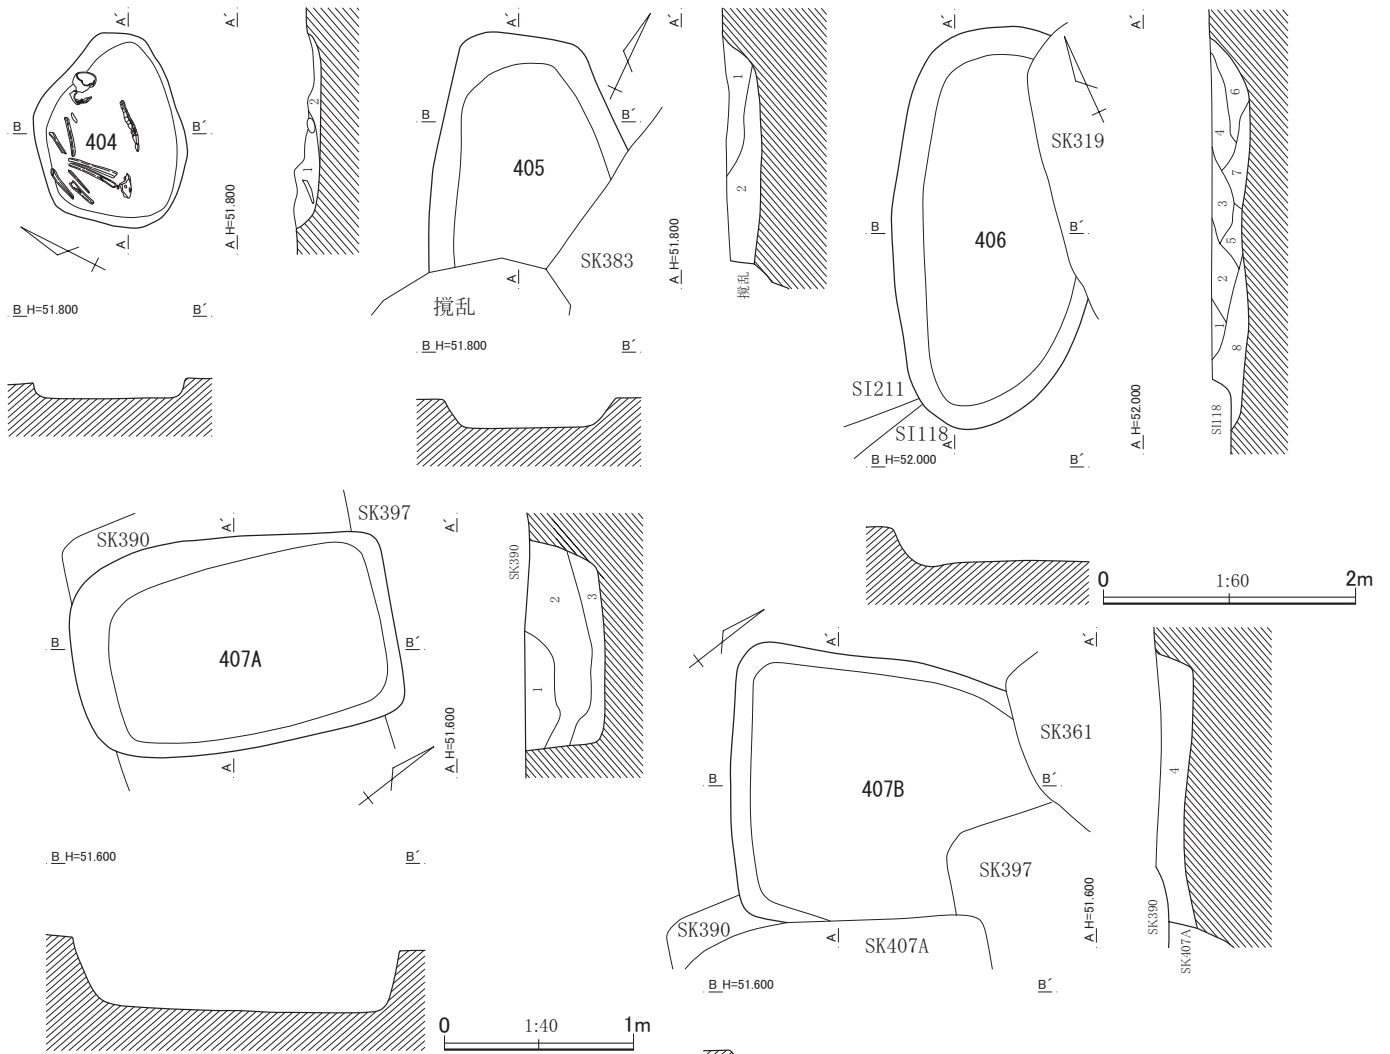 A´
B
404
B´
A
A´
2
1
A H=51.800
B H=51.800
B´
A´
B
405
B´
A
SK383
撹乱
B H=51.800
B´
1
2
撹乱
A H=51.800
A´
SK319
B
406
B´
SI211
SI118
A
B H=52.000
B´
A´
6
4
7
3
5
2
1
8
SI118
A H=52.000
0
1:60
2m
SK390
SK397
A´
B
407A
B´
A
B H=51.600
B´
A´
SK390
2
3
1
A H=51.600
0
1:40
1m
A´
B
407B
B´
SK361
SK397
SK390
SK407A
A
B H=51.600
B´
A´
4
SK390
SK407A
A H=51.600